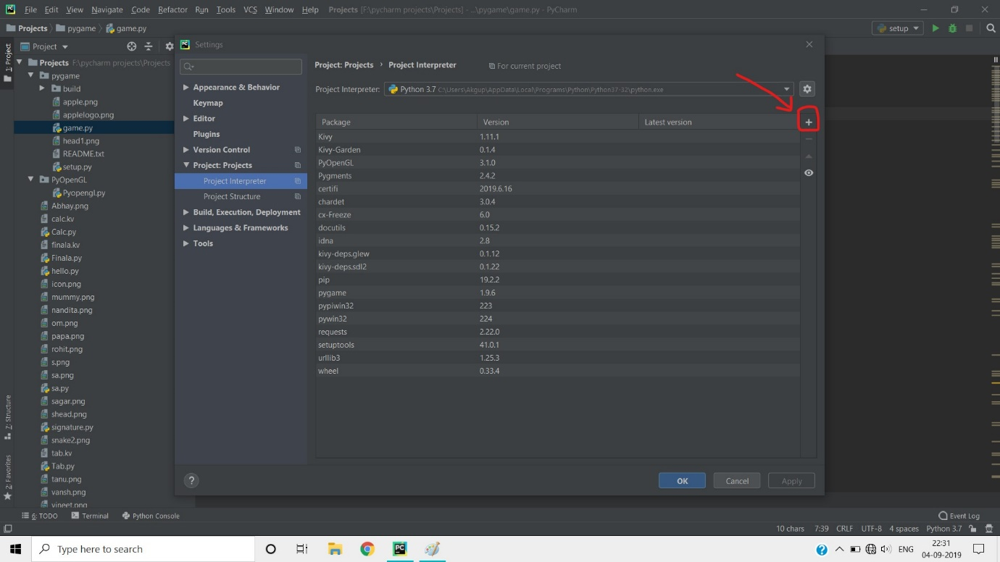 File Edit View Navigate Code Refactor Run Tools VCS Window Help Projects [F:\pycharm projects\Projects] - ...\pygame\game.py - PyCharm
Projects pygame game.py setup
1: Project
Project
Projects F:\pycharm projects\Projects
pygame
build
apple.png
applelogo.png
game.py
head1.png
README.txt
setup.py
PyOpenGL
Pyopengl.py
Abhay.png
calc.kv
Calc.py
finala.kv
Finala.py
hello.py
icon.png
mummy.png
nandita.png
om.png
papa.png
rohit.png
s.png
sa.png
sa.py
sagar.png
shead.png
signature.py
snake2.png
tab.kv
Tab.py
tanu.png
vansh.png
vineet.png
Z: Structure
2: Favorites
Settings
Appearance & Behavior
Keymap
Editor
Plugins
Version Control
Project: Projects
Project Interpreter
Project Structure
Build, Execution, Deployment
Languages & Frameworks
Tools
Project: Projects › Project Interpreter For current project
Project Interpreter: Python 3.7 C:\Users\Akgup\AppData\Local\Programs\Python\Python37-32\python.exe
Package Version Latest version
Kivy 1.11.1
Kivy-Garden 0.1.4
PyOpenGL 3.1.0
Pygments 2.4.2
certifi 2019.6.16
chardet 3.0.4
cx-Freeze 6.0
docutils 0.15.2
idna 2.8
kivy-deps.glew 0.1.12
kivy-deps.sdl2 0.1.22
pip 19.2.2
pygame 1.9.6
pypiwin32 223
pywin32 224
requests 2.22.0
setuptools 41.0.1
urllib3 1.25.3
wheel 0.33.4
? OK Cancel Apply
6: TODO Terminal Python Console Event Log
10 chars 7:39 CRLF UTF-8 4 spaces Python 3.7
Type here to search
ENG
22:31
04-09-2019